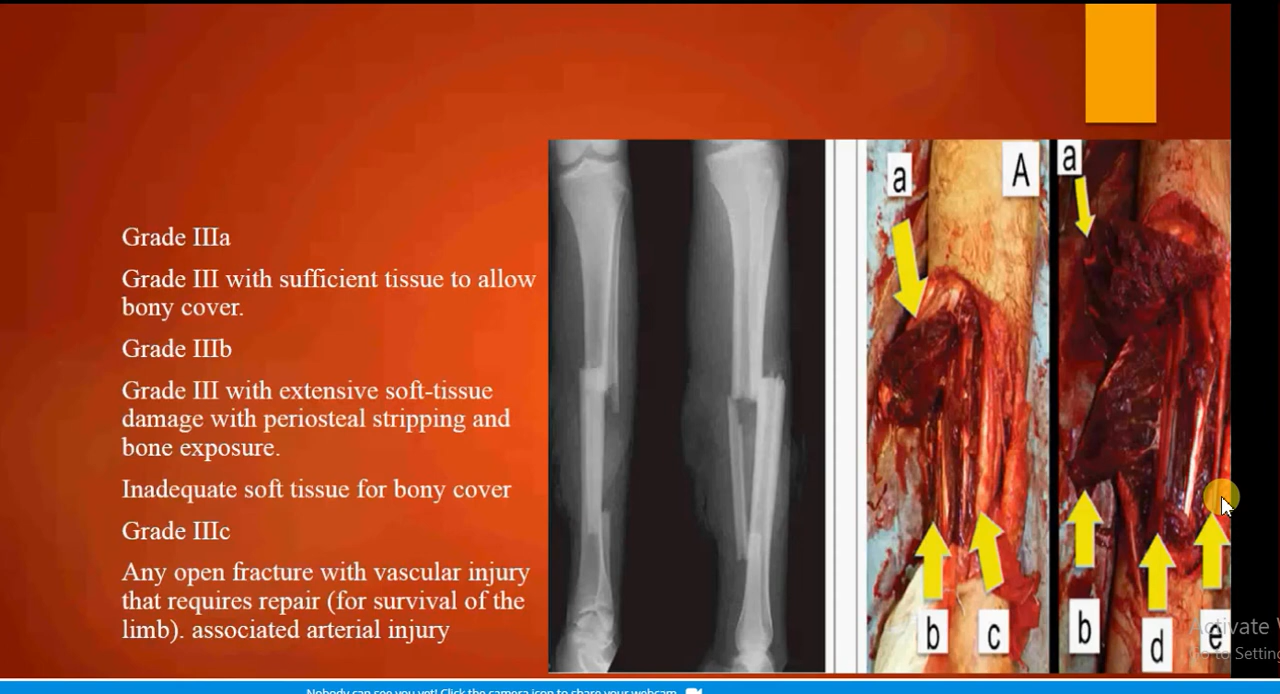 Grade IIIa
Grade III with sufficient tissue to allow
bony cover.
Grade IIIb
Grade III with extensive soft-tissue
damage with periosteal stripping and
bone exposure.
Inadequate soft tissue for bony cover
Grade IIIc
Any open fracture with vascular injury
that requires repair (for survival of the
limb). associated arterial injury
a
A
a
b
c
b
d
e
Activate
to Setting
Nobody can see you yet! Click the camera icon to share your webcam